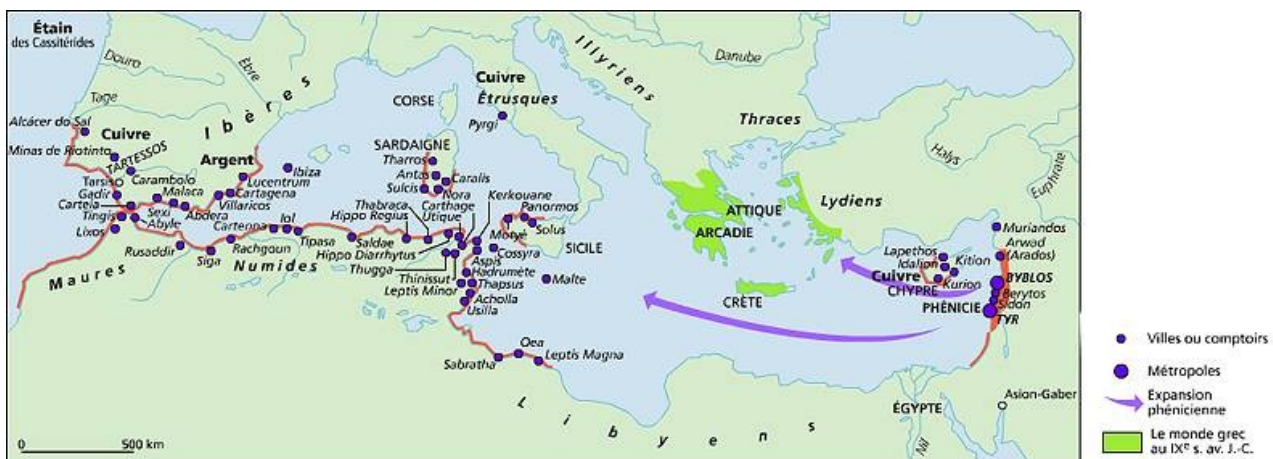 Étain
des Cassitérides
Douro
Èbre
Tage
Ibères
Alcácer do Sal
Cuivre
Minas de Riotinto
TARTESSOS
Argent
Tarsis
Carambolo
Gadir
Malaca
Lucentrum
Ibiza
Carteia
Cartagena
Tingis
Sexi
Abdera
Villaricos
Abyle
Lixos
Rusaddir
Siga
Rachgoun
Cartenna
Iol
Tipasa
Maures
Numides
Saldae
CORSE
SARDAIGNE
Tharros
Antas
Caralis
Sulcis
Nora
Cuivre
Étrusques
Pyrgi
Illyriens
Danube
Thraces
Thabraca
Hippo Regius
Carthage
Utique
Kerkouane
Panormos
Motyé
Solus
SICILE
Hippo Diarrhytus
Thugga
Aspis
Cossyra
Thinissut
Hadrumète
Malte
Leptis Minor
Thapsus
Acholla
Usilla
Sabratha
Oea
Leptis Magna
Libyens
ATTIQUE
ARCADIE
CRÈTE
Lydiens
Halys
Euphrate
Muriandos
Lapethos
Arwad
(Arados)
Idalion
Kition
Cuivre
CHYPRE
Kurion
BYBLOS
Berytos
Sidon
PHÉNICIE
TYR
ÉGYPTE
Nil
Asion-Gaber
0 500 km
Villes ou comptoirs
Métropoles
Expansion
phénicienne
Le monde grec
au IXe s. av. J.-C.